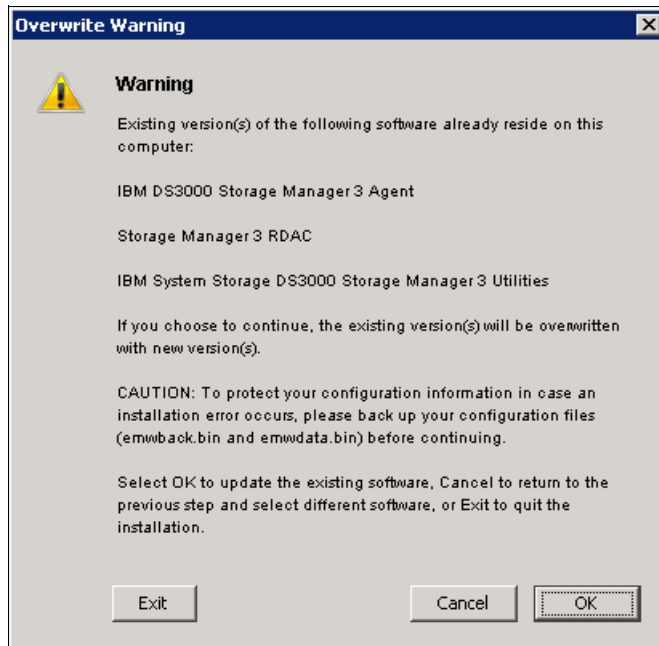 Overwrite Warning
Warning
Existing version(s) of the following software already reside on this
computer:
IBM DS3000 Storage Manager 3 Agent
Storage Manager 3 RDAC
IBM System Storage DS3000 Storage Manager 3 Utilities
If you choose to continue, the existing version(s) will be overwritten
with new version(s).
CAUTION: To protect your configuration information in case an
installation error occurs, please back up your configuration files
(emwback.bin and emwdata.bin) before continuing.
Select OK to update the existing software, Cancel to return to the
previous step and select different software, or Exit to quit the
installation.
Exit Cancel OK